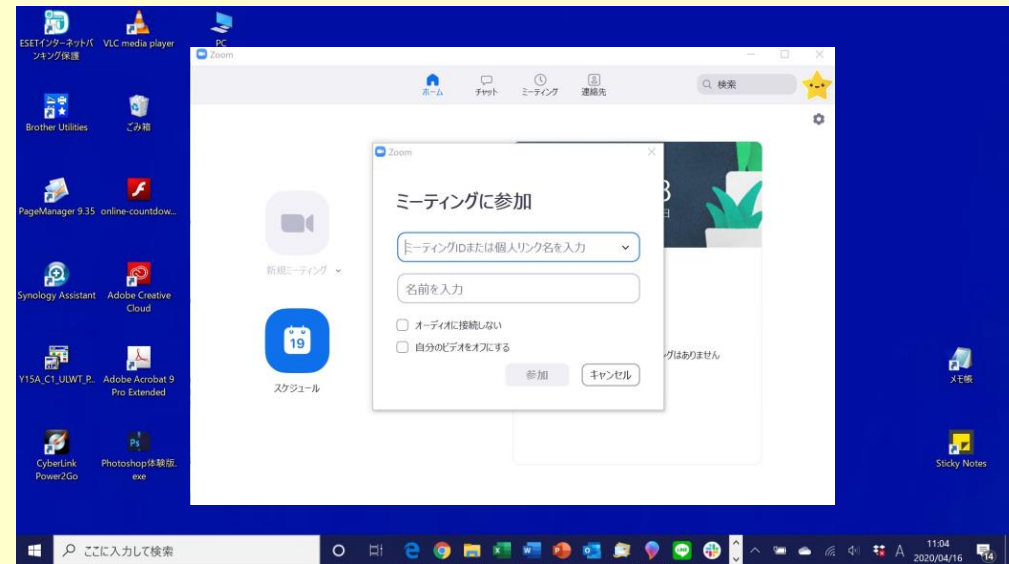 ESETインターネットバ
ンキング保護
VLC media player
PC
Brother Utilities
ごみ箱
PageManager 9.35
online-countdow...
Synology Assistant
Adobe Creative
Cloud
Y15A_C1_ULWT_P...
Adobe Acrobat 9
Pro Extended
CyberLink
Power2Go
Photoshop体験版.
exe
Zoom
ホーム
チャット
ミーティング
連絡先
検索
新規ミーティング
19
スケジュール
Zoom
ミーティングに参加
ミーティングIDまたは個人リンク名を入力
名前を入力
オーディオに接続しない
自分のビデオをオフにする
参加
キャンセル
グはありません
メモ帳
Sticky Notes
ここに入力して検索
A
11:04
2020/04/16
14